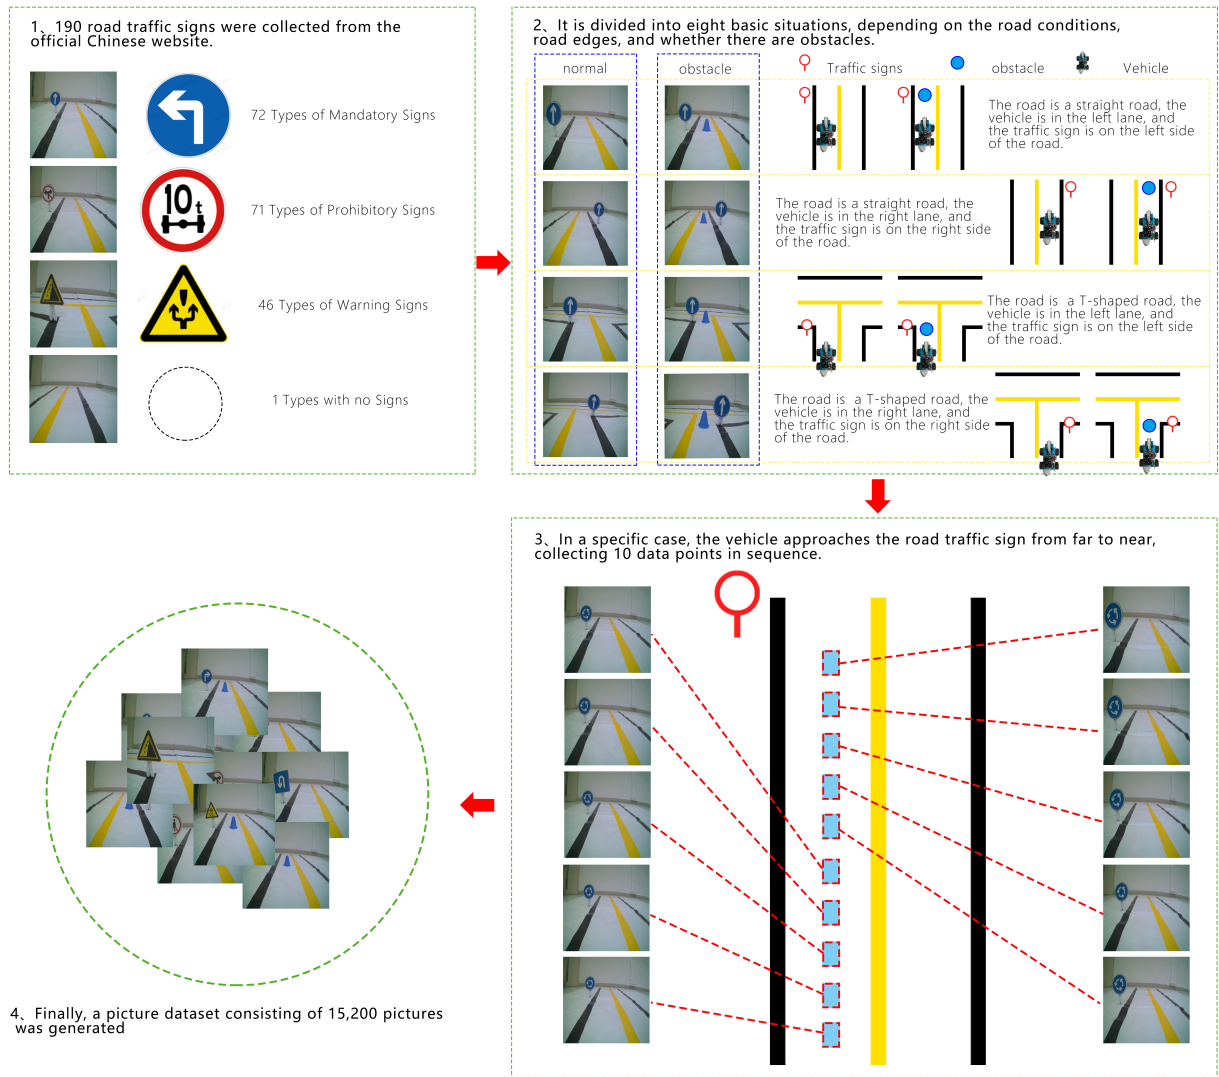 1、190 road traffic signs were collected from the
official Chinese website.
72 Types of Mandatory Signs
10t
71 Types of Prohibitory Signs
46 Types of Warning Signs
1 Types with no Signs
2、It is divided into eight basic situations, depending on the road conditions,
road edges, and whether there are obstacles.
normal
obstacle
Traffic signs
obstacle
Vehicle
The road is a straight road, the
vehicle is in the left lane, and
the traffic sign is on the left side
of the road.
The road is a straight road, the
vehicle is in the right lane, and
the traffic sign is on the right side
of the road.
The road is  a T-shaped road, the
vehicle is in the left lane, and
the traffic sign is on the left side
of the road.
The road is  a T-shaped road, the
vehicle is in the right lane, and
the traffic sign is on the right side
of the road.
3、In a specific case, the vehicle approaches the road traffic sign from far to near,
collecting 10 data points in sequence.
4、Finally, a picture dataset consisting of 15,200 pictures
was generated